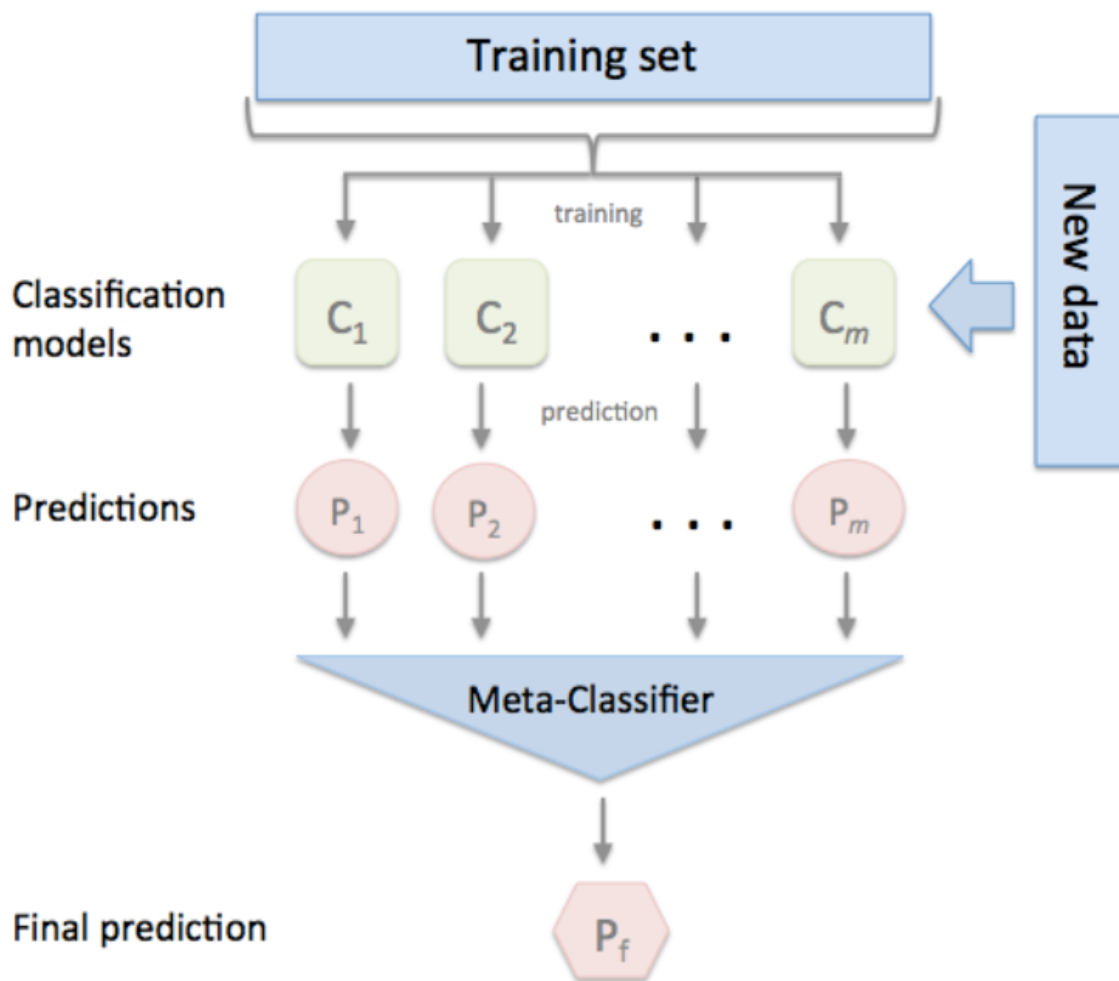 Training set
training
New data
Classification
models
C1
C2
. . .
Cm
prediction
Predictions
P1
P2
. . .
Pm
Meta-Classifier
Final prediction
Pf